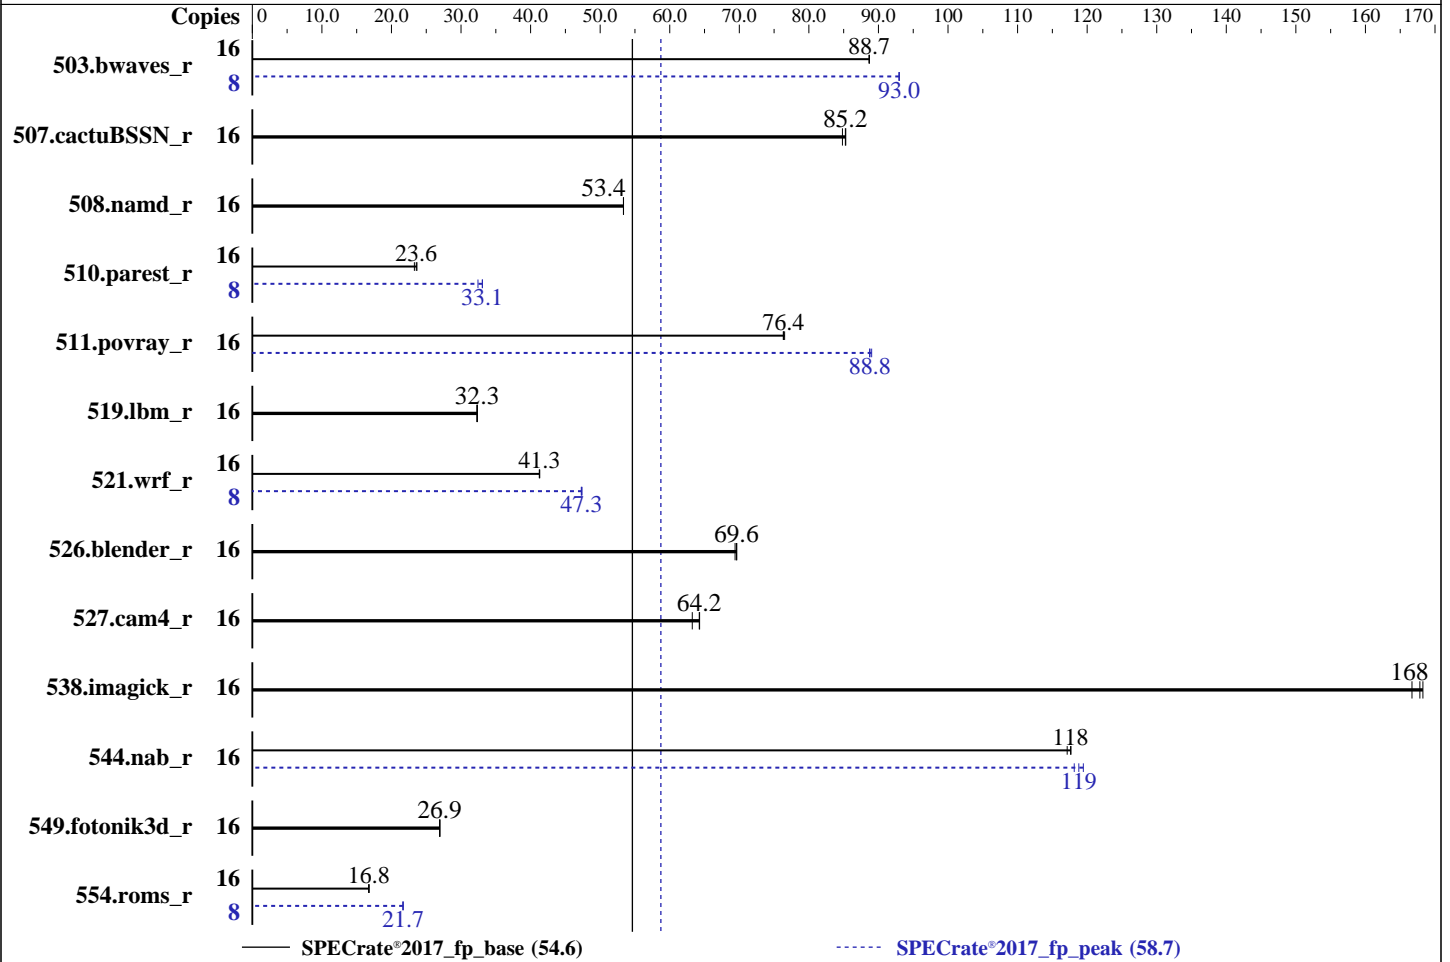 Copies 0 10.0 20.0 30.0 40.0 50.0 60.0 70.0 80.0 90.0 100 110 120 130 140 150 160 170
503.bwaves_r 16 88.7
8 93.0
507.cactuBSSN_r 16 85.2
508.namd_r 16 53.4
510.parest_r 16 23.6
8 33.1
511.povray_r 16 76.4
88.8
519.lbm_r 16 32.3
521.wrf_r 16 41.3
8 47.3
526.blender_r 16 69.6
527.cam4_r 16 64.2
538.imagick_r 16 168
544.nab_r 16 118
119
549.fotonik3d_r 16 26.9
554.roms_r 16 16.8
8 21.7
SPECrate®2017_fp_base (54.6) SPECrate®2017_fp_peak (58.7)